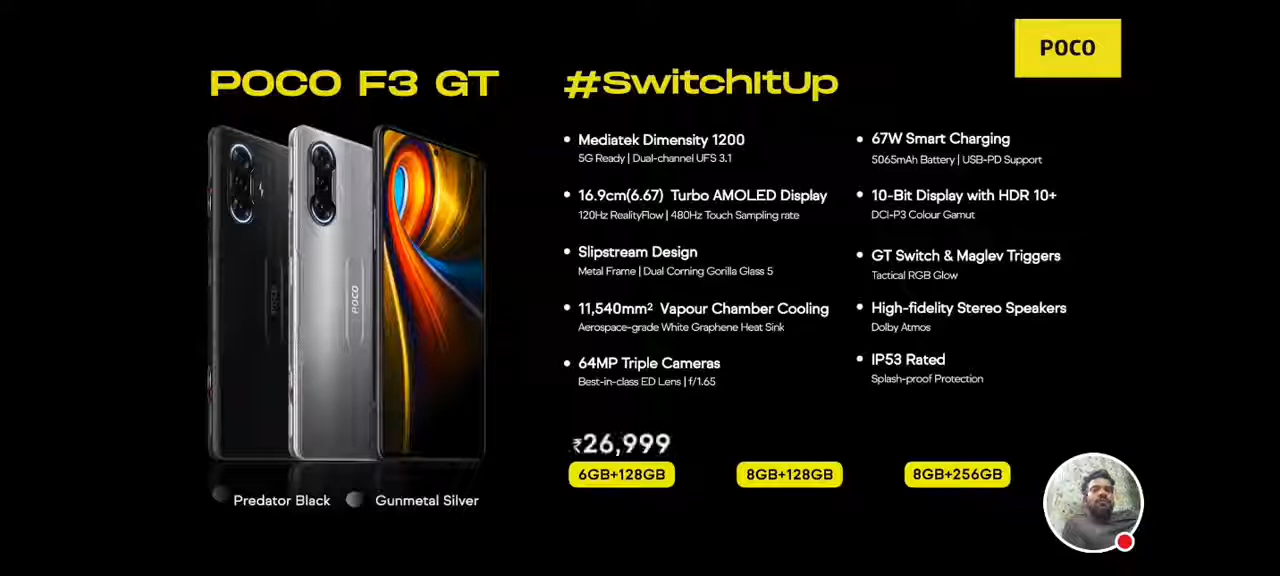 POCO
POCO F3 GT
#SwitchItUp
POCO
Predator Black
Gunmetal Silver
Mediatek Dimensity 1200
5G Ready | Dual-channel UFS 3.1
16.9cm(6.67) Turbo AMOLED Display
120Hz RealityFlow | 480Hz Touch Sampling rate
Slipstream Design
Metal Frame | Dual Corning Gorilla Glass 5
11,540mm² Vapour Chamber Cooling
Aerospace-grade White Graphene Heat Sink
64MP Triple Cameras
Best-in-class ED Lens | f/1.65
67W Smart Charging
5065mAh Battery | USB-PD Support
10-Bit Display with HDR 10+
DCI-P3 Colour Gamut
GT Switch & Maglev Triggers
Tactical RGB Glow
High-fidelity Stereo Speakers
Dolby Atmos
IP53 Rated
Splash-proof Protection
₹26,999
6GB+128GB
8GB+128GB
8GB+256GB